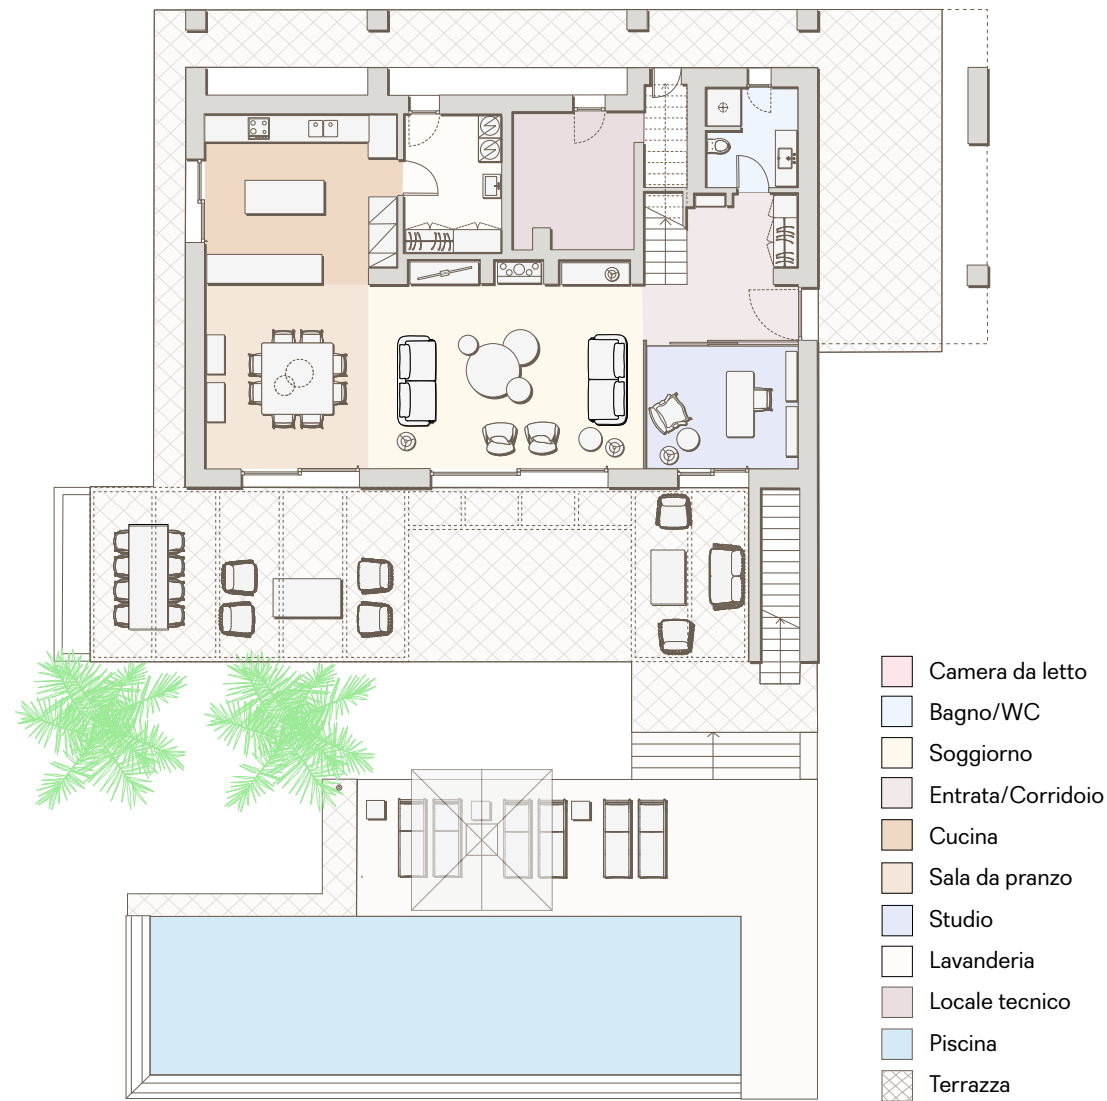 Camera da letto
Bagno/WC
Soggiorno
Entrata/Corridoio
Cucina
Sala da pranzo
Studio
Lavanderia
Locale tecnico
Piscina
Terrazza